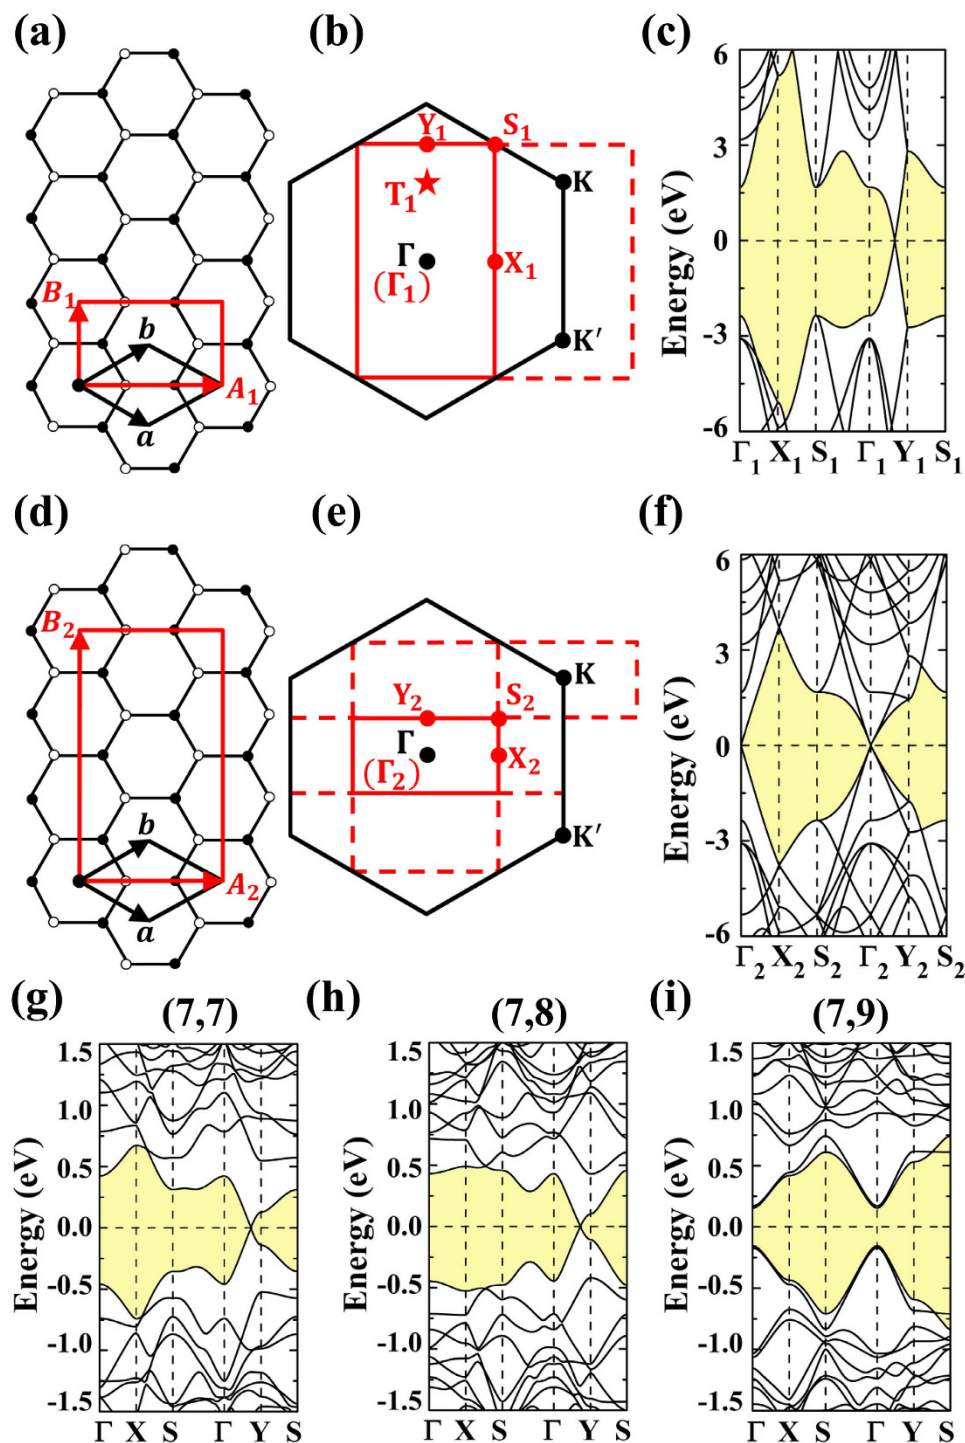 (a)
B₁
b
A₁
a
(b)
Y₁
S₁
T₁
K
Γ
(Γ₁)
X₁
K′
(c)
Energy (eV)
6
3
0
-3
-6
Γ₁ X₁ S₁ Γ₁ Y₁ S₁
(d)
B₂
b
A₂
a
(e)
K
Y₂
S₂
Γ
(Γ₂)
X₂
K′
(f)
Energy (eV)
6
3
0
-3
-6
Γ₂ X₂ S₂ Γ₂ Y₂ S₂
(g)
(7,7)
Energy (eV)
1.5
1.0
0.5
0.0
-0.5
-1.0
-1.5
Γ X S Γ Y S
(h)
(7,8)
Energy (eV)
1.5
1.0
0.5
0.0
-0.5
-1.0
-1.5
Γ X S Γ Y S
(i)
(7,9)
Energy (eV)
1.5
1.0
0.5
0.0
-0.5
-1.0
-1.5
Γ X S Γ Y S